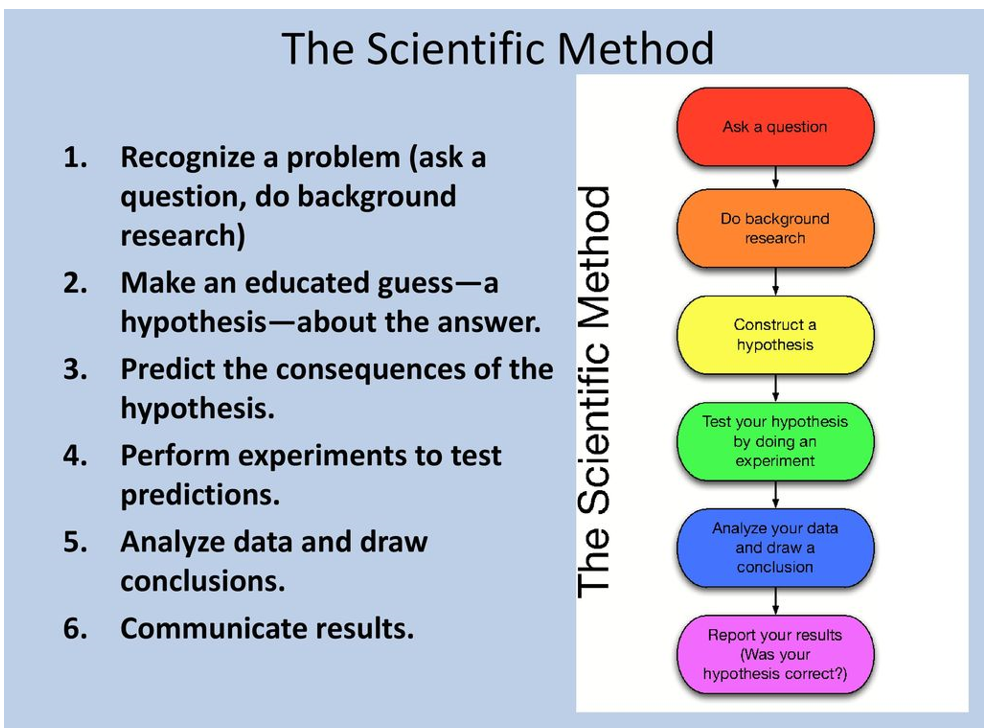 The Scientific Method
1. Recognize a problem (ask a
question, do background
research)
2. Make an educated guess—a
hypothesis—about the answer.
3. Predict the consequences of the
hypothesis.
4. Perform experiments to test
predictions.
5. Analyze data and draw
conclusions.
6. Communicate results.
The Scientific Method
Ask a question
Do background
research
Construct a
hypothesis
Test your hypothesis
by doing an
experiment
Analyze your data
and draw a
conclusion
Report your results
(Was your
hypothesis correct?)